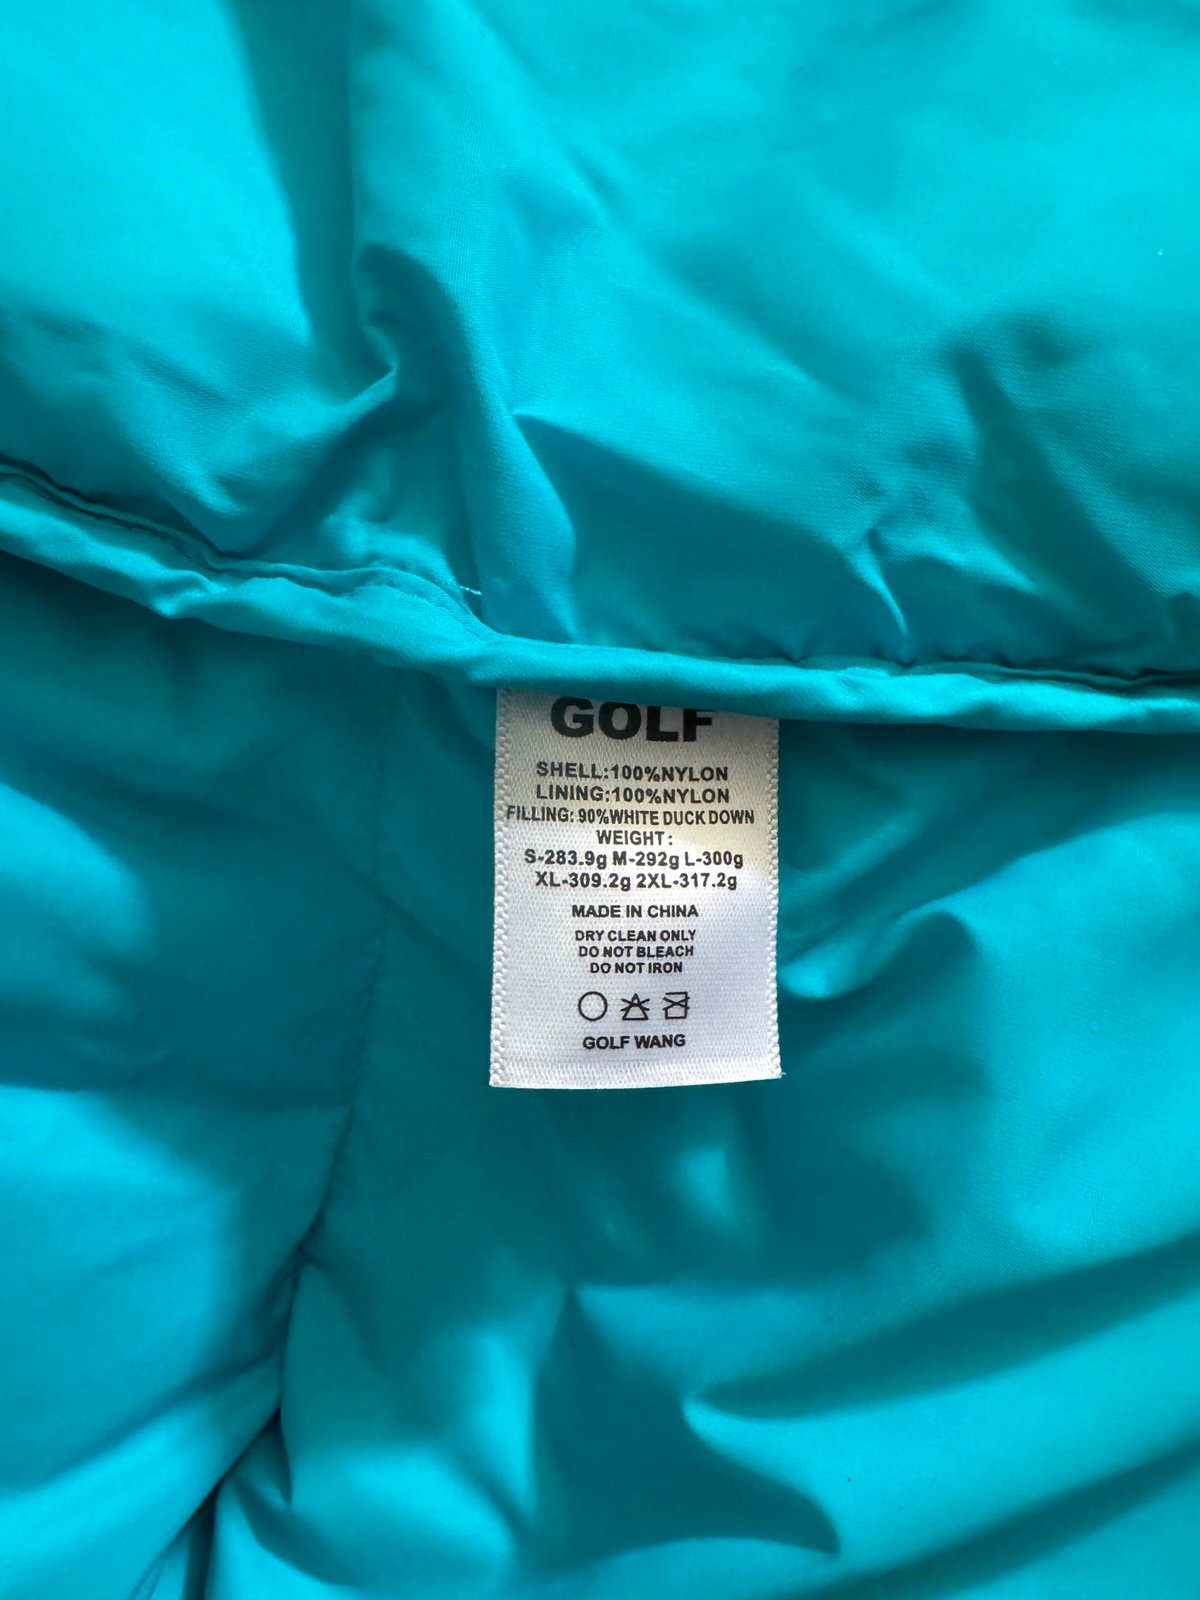 GOLF
SHELL:100%NYLON
LINING:100%NYLON
FILLING: 90%WHITE DUCK DOWN
WEIGHT:
S-283.9g M-292g L-300g
XL-309.2g 2XL-317.2g
MADE IN CHINA
DRY CLEAN ONLY
DO NOT BLEACH
DO NOT IRON
GOLF WANG